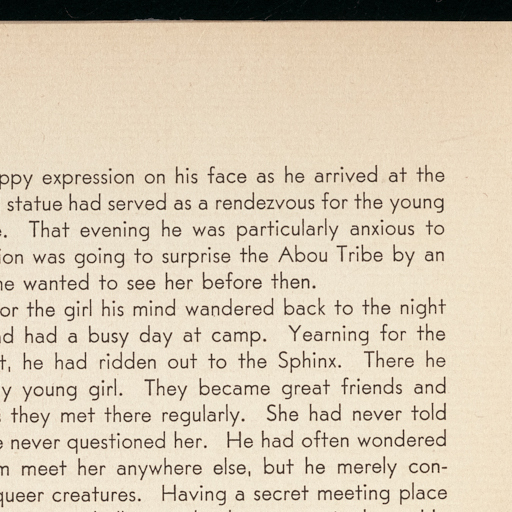 ppy expression on his face as he arrived at the
statue had served as a rendezvous for the young
. That evening he was particularly anxious to
ion was going to surprise the Abou Tribe by an
he wanted to see her before then.
or the girl his mind wandered back to the night
d had a busy day at camp. Yearning for the
t, he had ridden out to the Sphinx. There he
y young girl. They became great friends and
they met there regularly. She had never told
e never questioned her. He had often wondered
m meet her anywhere else, but he merely con-
queer creatures. Having a secret meeting place